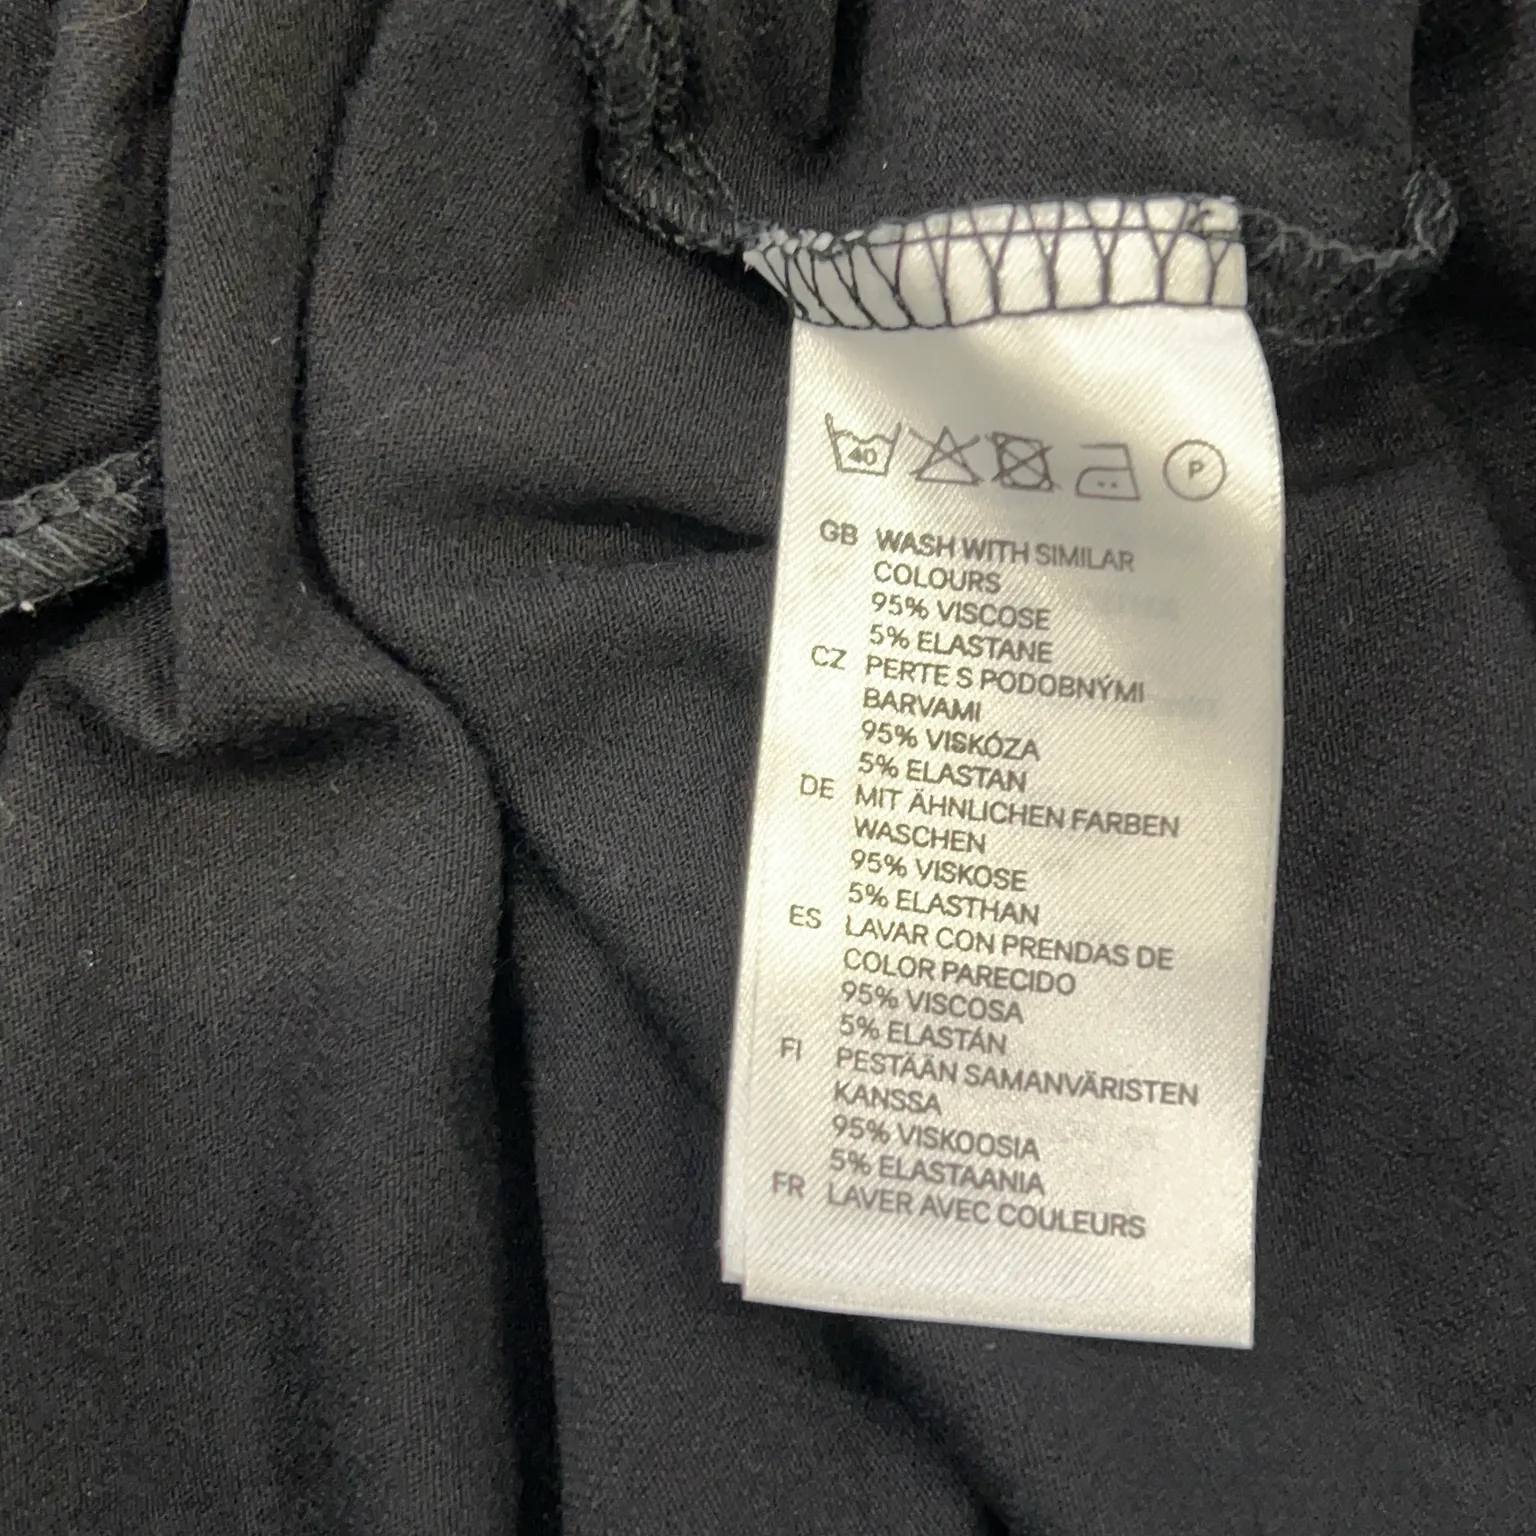 40
P
GB WASH WITH SIMILAR
COLOURS
95% VISCOSE
5% ELASTANE
CZ PERTE S PODOBNÝMI
BARVAMI
95% VISKÓZA
5% ELASTAN
DE MIT ÄHNLICHEN FARBEN
WASCHEN
95% VISKOSE
5% ELASTHAN
ES LAVAR CON PRENDAS DE
COLOR PARECIDO
95% VISCOSA
5% ELASTÁN
FI PESTÄÄN SAMANVÄRISTEN
KANSSA
95% VISKOOSIA
5% ELASTAANIA
FR LAVER AVEC COULEURS